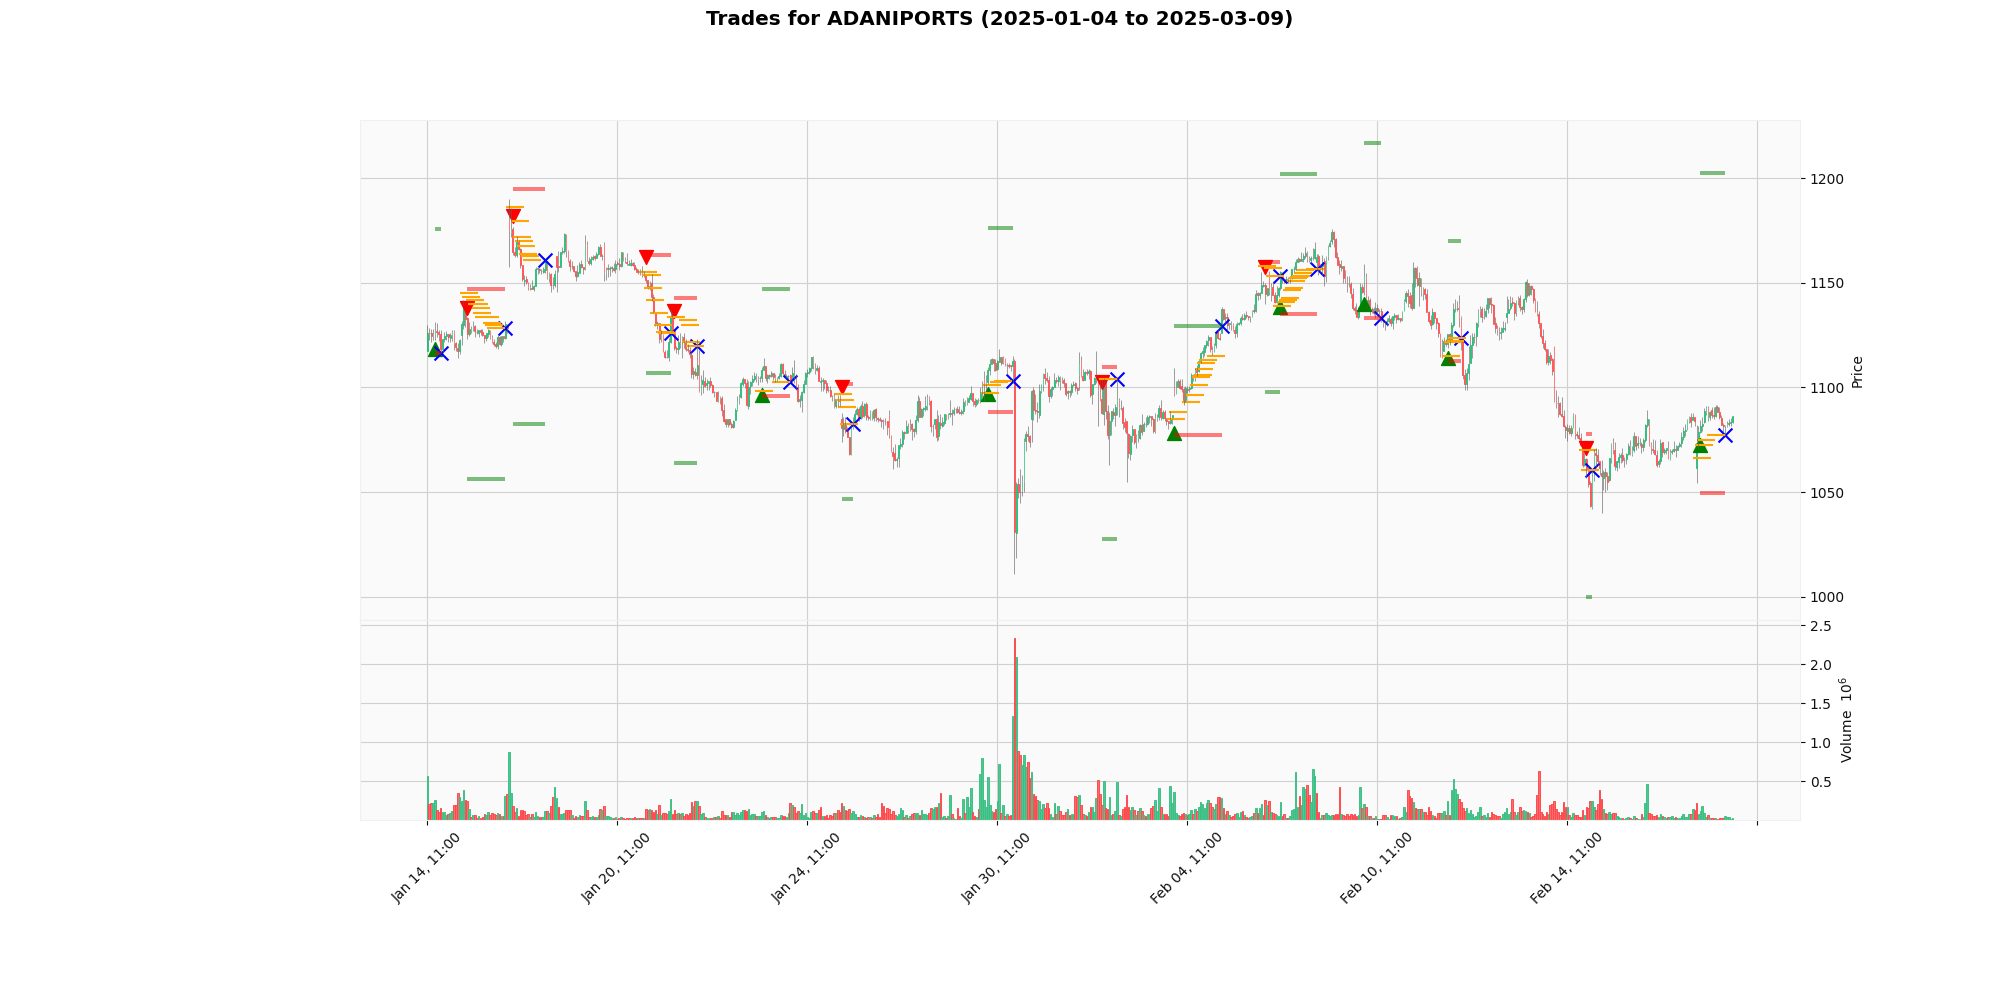 Trades for ADANIPORTS (2025-01-04 to 2025-03-09)
1200
1150
1100
1050
1000
Price
2.5
2.0
1.5
1.0
0.5
Volume 10^6
Jan 14, 11:00
Jan 20, 11:00
Jan 24, 11:00
Jan 30, 11:00
Feb 04, 11:00
Feb 10, 11:00
Feb 14, 11:00